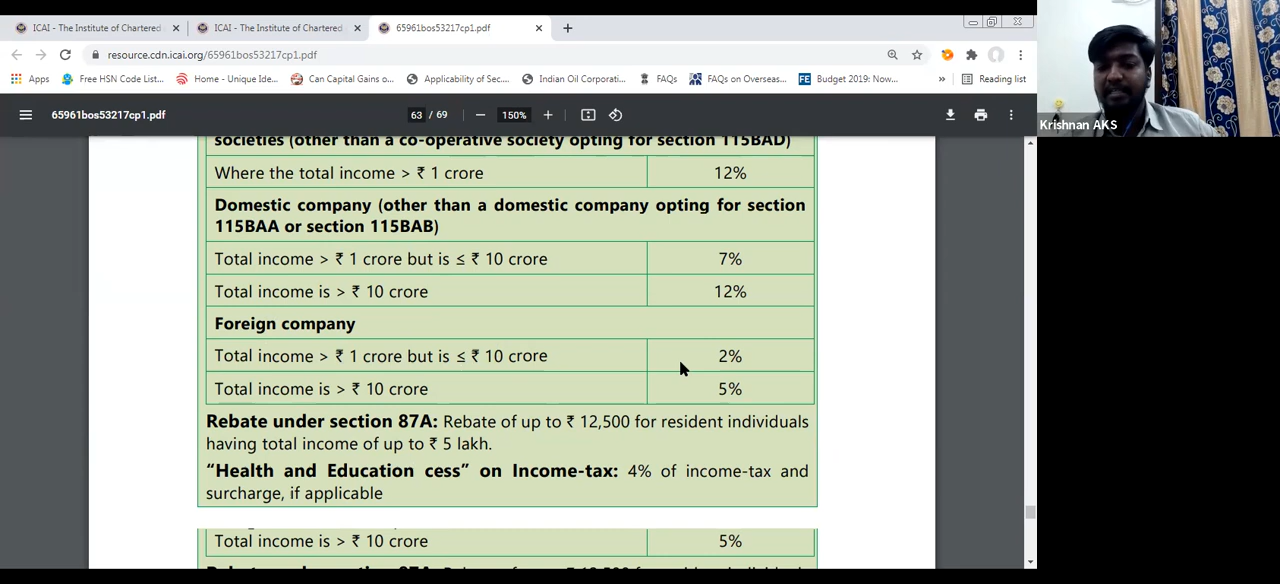 ICAI - The Institute of Chartered
ICAI - The Institute of Chartered
65961bos53217cp1.pdf
resource.cdn.icai.org/65961bos53217cp1.pdf
Apps
Free HSN Code List...
Home - Unique Ide...
Can Capital Gains o...
Applicability of Sec...
Indian Oil Corporati...
FAQs
FAQs on Overseas...
FE Budget 2019: Now...
»
Reading list
65961bos53217cp1.pdf
63 / 69
150%
Krishnan AKS
societies (other than a co-operative society opting for section 115BAD)
Where the total income > ₹ 1 crore 12%
Domestic company (other than a domestic company opting for section
115BAA or section 115BAB)
Total income > ₹ 1 crore but is ≤ ₹ 10 crore 7%
Total income is > ₹ 10 crore 12%
Foreign company
Total income > ₹ 1 crore but is ≤ ₹ 10 crore 2%
Total income is > ₹ 10 crore 5%
Rebate under section 87A: Rebate of up to ₹ 12,500 for resident individuals
having total income of up to ₹ 5 lakh.
“Health and Education cess” on Income-tax: 4% of income-tax and
surcharge, if applicable
Total income is > ₹ 10 crore 5%